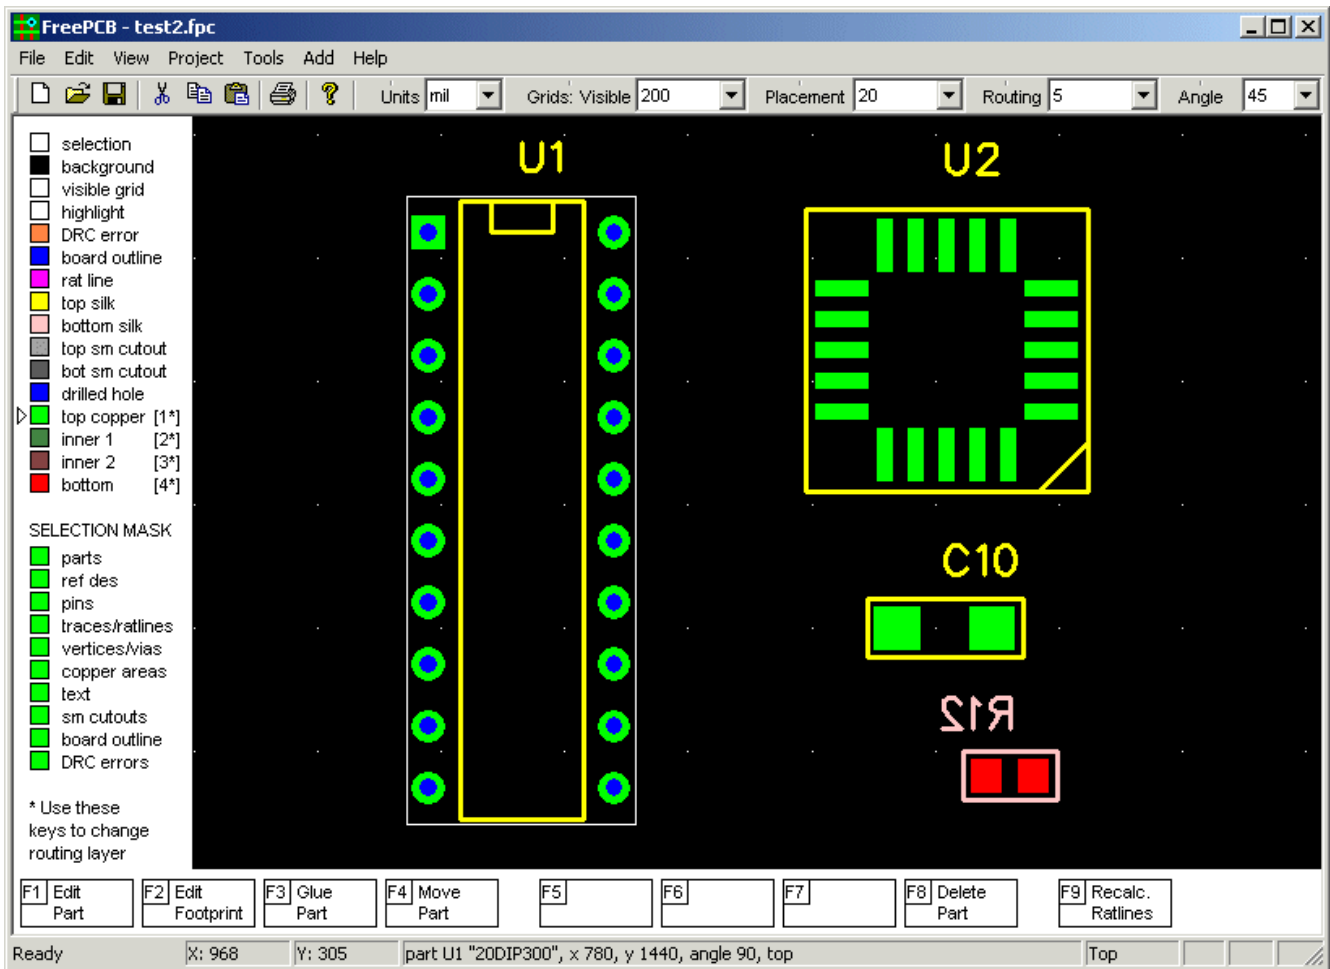 FreePCB - test2.fpc
File Edit View Project Tools Add Help
Units mil Grids: Visible 200 Placement 20 Routing 5 Angle 45
selection
background
visible grid
highlight
DRC error
board outline
rat line
top silk
bottom silk
top sm cutout
bot sm cutout
drilled hole
top copper [1*]
inner 1 [2*]
inner 2 [3*]
bottom [4*]
SELECTION MASK
parts
ref des
pins
traces/ratlines
vertices/vias
copper areas
text
sm cutouts
board outline
DRC errors
* Use these
keys to change
routing layer
U1
U2
C10
R12
F1 Edit Part
F2 Edit Footprint
F3 Glue Part
F4 Move Part
F5
F6
F7
F8 Delete Part
F9 Recalc. Ratlines
Ready X: 968 Y: 305 part U1 "20DIP300", x 780, y 1440, angle 90, top Top